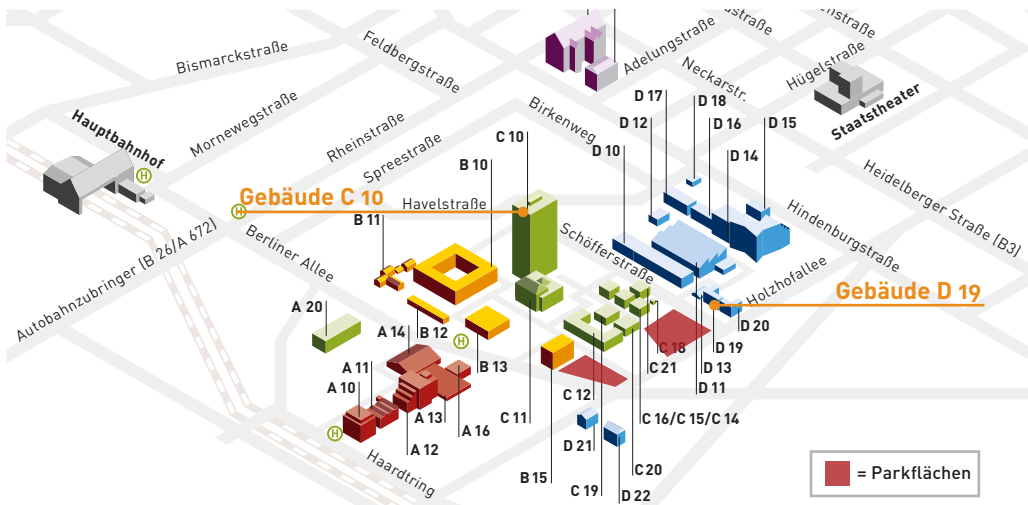 Bismarckstraße
Feldbergstraße
Adelungstraße
Neckarstr.
Hügelstraße
Staatstheater
Hauptbahnhof
H
Mornewegstraße
Rheinstraße
Spreestraße
Birkenweg
C 10
B 10
D 17
D 18
D 12
D 16
D 15
D 10
D 14
Heidelberger Straße (B3)
Hindenburgstraße
H
Gebäude C 10
Havelstraße
B 11
Schöfferstraße
Holzhofallee
Autobahnzubringer (B 26/A 672)
Berliner Allee
Gebäude D 19
A 20
A 14
B 12
H
B 13
C 18
D 20
D 19
C 21
D 13
D 11
A 11
A 10
A 13
A 16
A 12
C 12
C 11
C 16/C 15/C 14
H
Haardtring
D 21
B 15
C 19
C 20
D 22
= Parkflächen